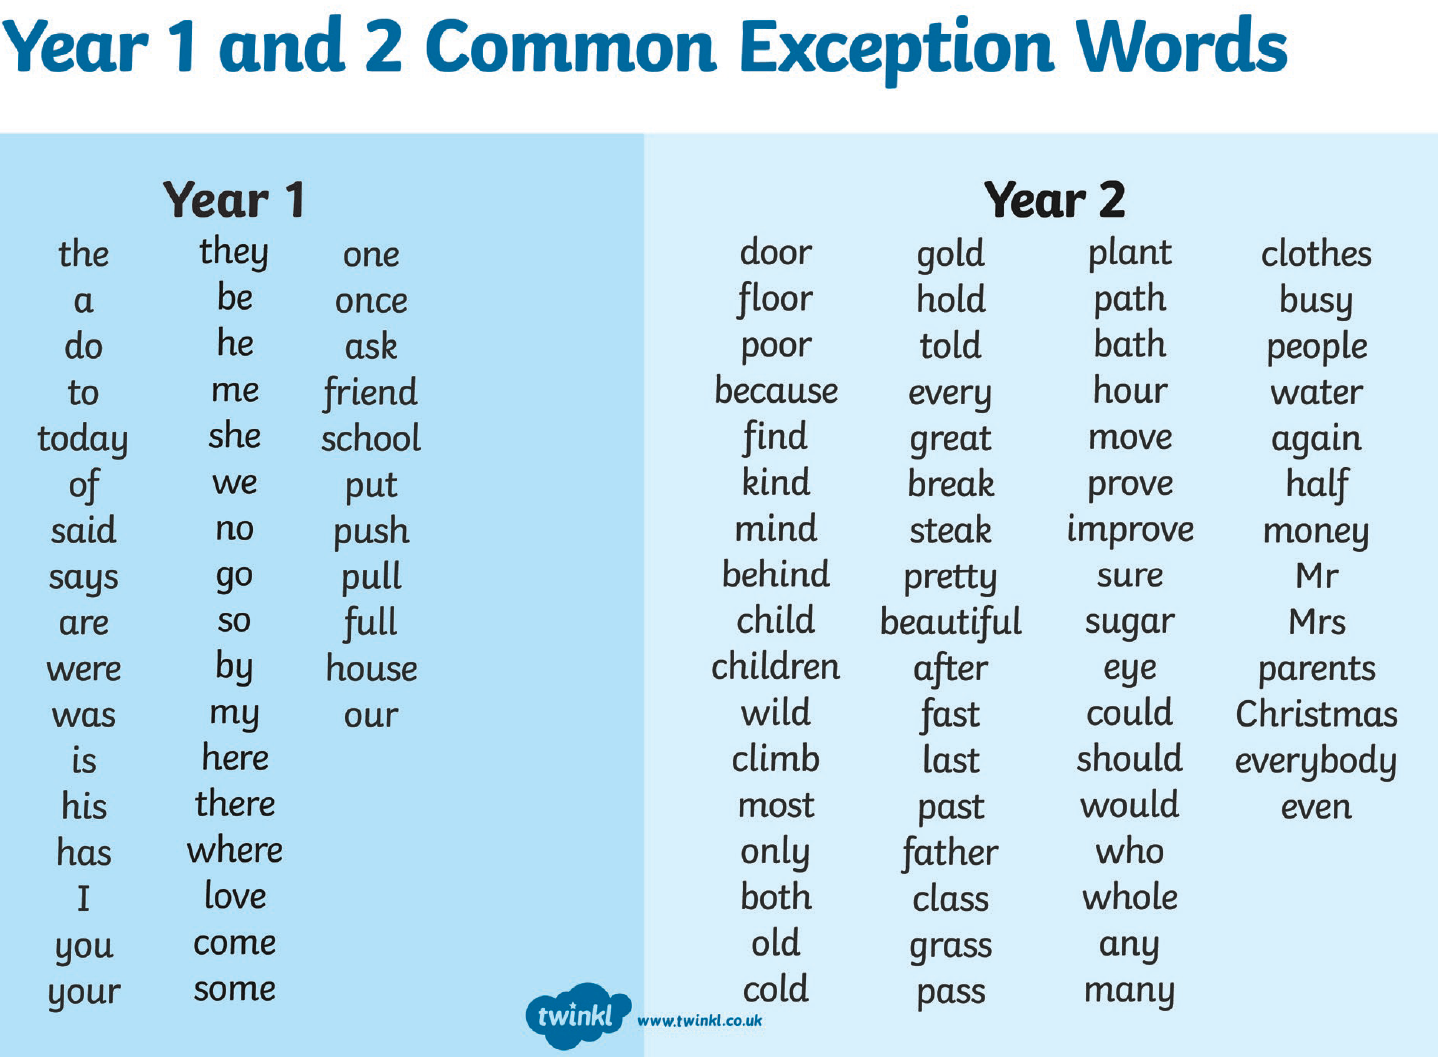 Year 1 and 2 Common Exception Words
Year 1
the they one
a be once
do he ask
to me friend
today she school
of we put
said no push
says go pull
are so full
were by house
was my our
is here
his there
has where
I love
you come
your some
Year 2
door gold plant clothes
floor hold path busy
poor told bath people
because every hour water
find great move again
kind break prove half
mind steak improve money
behind pretty sure Mr
child beautiful sugar Mrs
children after eye parents
wild fast could Christmas
climb last should everybody
most past would even
only father who
both class whole
old grass any
cold pass many
twinkl www.twinkl.co.uk